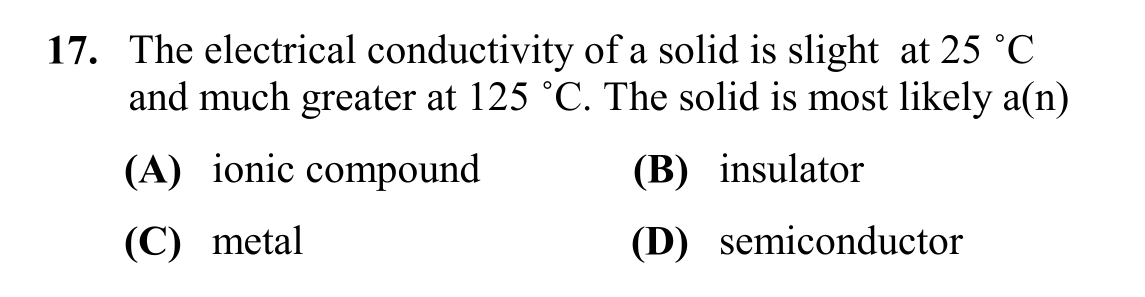 17. The electrical conductivity of a solid is slight at 25 ˚C
and much greater at 125 ˚C. The solid is most likely a(n)
(A) ionic compound (B) insulator
(C) metal (D) semiconductor